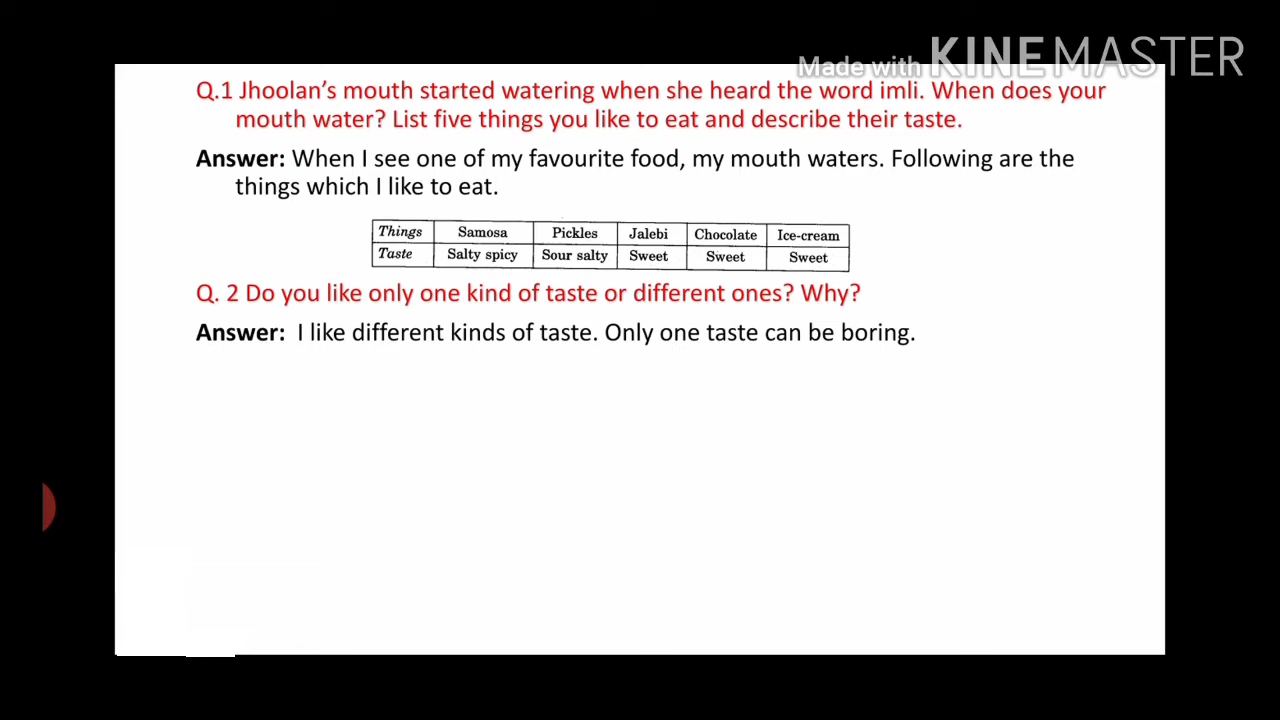 Made with KINEMASTER
Q.1 Jhoolan's mouth started watering when she heard the word imli. When does your
mouth water? List five things you like to eat and describe their taste.
Answer: When I see one of my favourite food, my mouth waters. Following are the
things which I like to eat.
Things Samosa Pickles Jalebi Chocolate Ice-cream
Taste Salty spicy Sour salty Sweet Sweet Sweet
Q. 2 Do you like only one kind of taste or different ones? Why?
Answer: I like different kinds of taste. Only one taste can be boring.